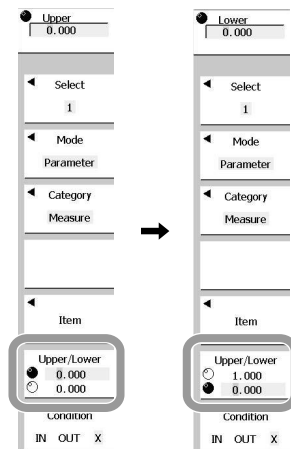 Upper
0.000
Select
1
Mode
Parameter
Category
Measure
Item
Upper/Lower
0.000
0.000
Condition
IN OUT X
Lower
0.000
Select
1
Mode
Parameter
Category
Measure
Item
Upper/Lower
1.000
0.000
Condition
IN OUT X